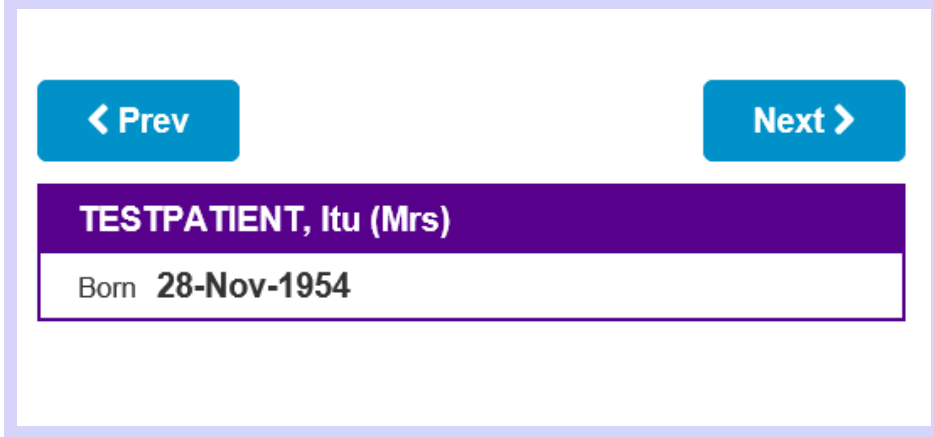 Prev
Next
TESTPATIENT, Itu (Mrs)
Born 28-Nov-1954